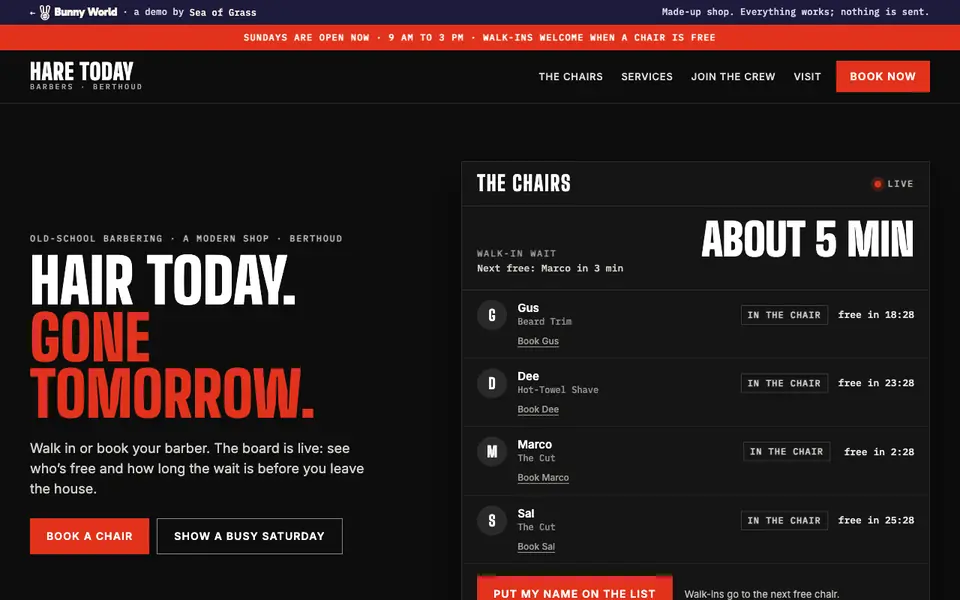 ← Bunny World · a demo by Sea of Grass
Made-up shop. Everything works; nothing is sent.
SUNDAYS ARE OPEN NOW · 9 AM TO 3 PM · WALK-INS WELCOME WHEN A CHAIR IS FREE
HARE TODAY
BARBERS · BERTHOUD
THE CHAIRS
SERVICES
JOIN THE CREW
VISIT
BOOK NOW
OLD-SCHOOL BARBERING · A MODERN SHOP · BERTHOUD
HAIR TODAY.
GONE
TOMORROW.
Walk in or book your barber. The board is live: see
who’s free and how long the wait is before you leave
the house.
BOOK A CHAIR
SHOW A BUSY SATURDAY
THE CHAIRS
LIVE
WALK-IN WAIT
Next free: Marco in 3 min
ABOUT 5 MIN
G
Gus
Beard Trim
Book Gus
IN THE CHAIR
free in 18:28
D
Dee
Hot-Towel Shave
Book Dee
IN THE CHAIR
free in 23:28
M
Marco
The Cut
Book Marco
IN THE CHAIR
free in 2:28
S
Sal
The Cut
Book Sal
IN THE CHAIR
free in 25:28
PUT MY NAME ON THE LIST
Walk-ins go to the next free chair.